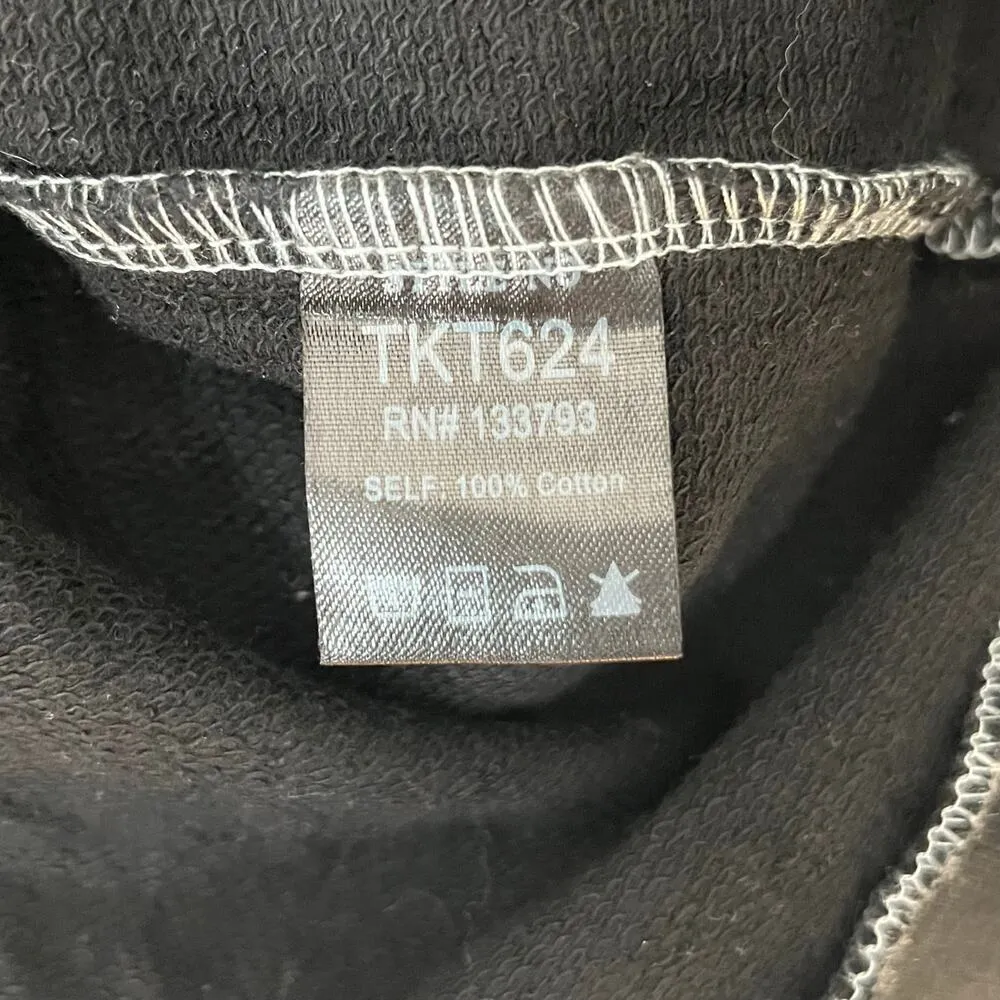 TKT624
RN# 133793
SELF: 100% Cotton